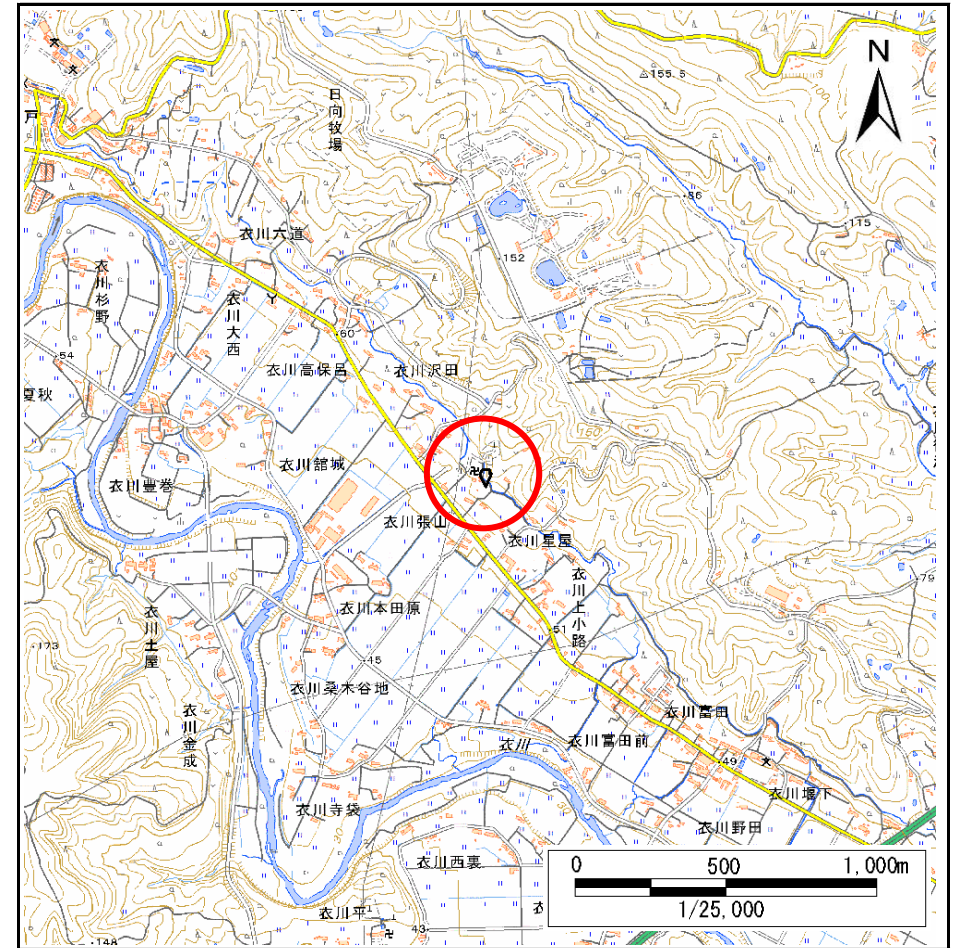 N
△155.5
日向牧場
戸
・86
・115
衣川六道
・152
衣川杉野
衣川大西
・60
・54
衣川高保呂
衣川沢田
夏秋
衣川舘城
衣川豊巻
衣川張山
衣川星屋
衣川上小路
・79
衣川本田原
衣川土屋
・51
・173
・45
衣川桑木谷地
衣川金成
衣川富田
衣川
衣川富田前
・49
衣川堰下
衣川寺袋
衣川野田
衣川西裏
衣川平
43
・148
0 500 1,000m
1/25,000